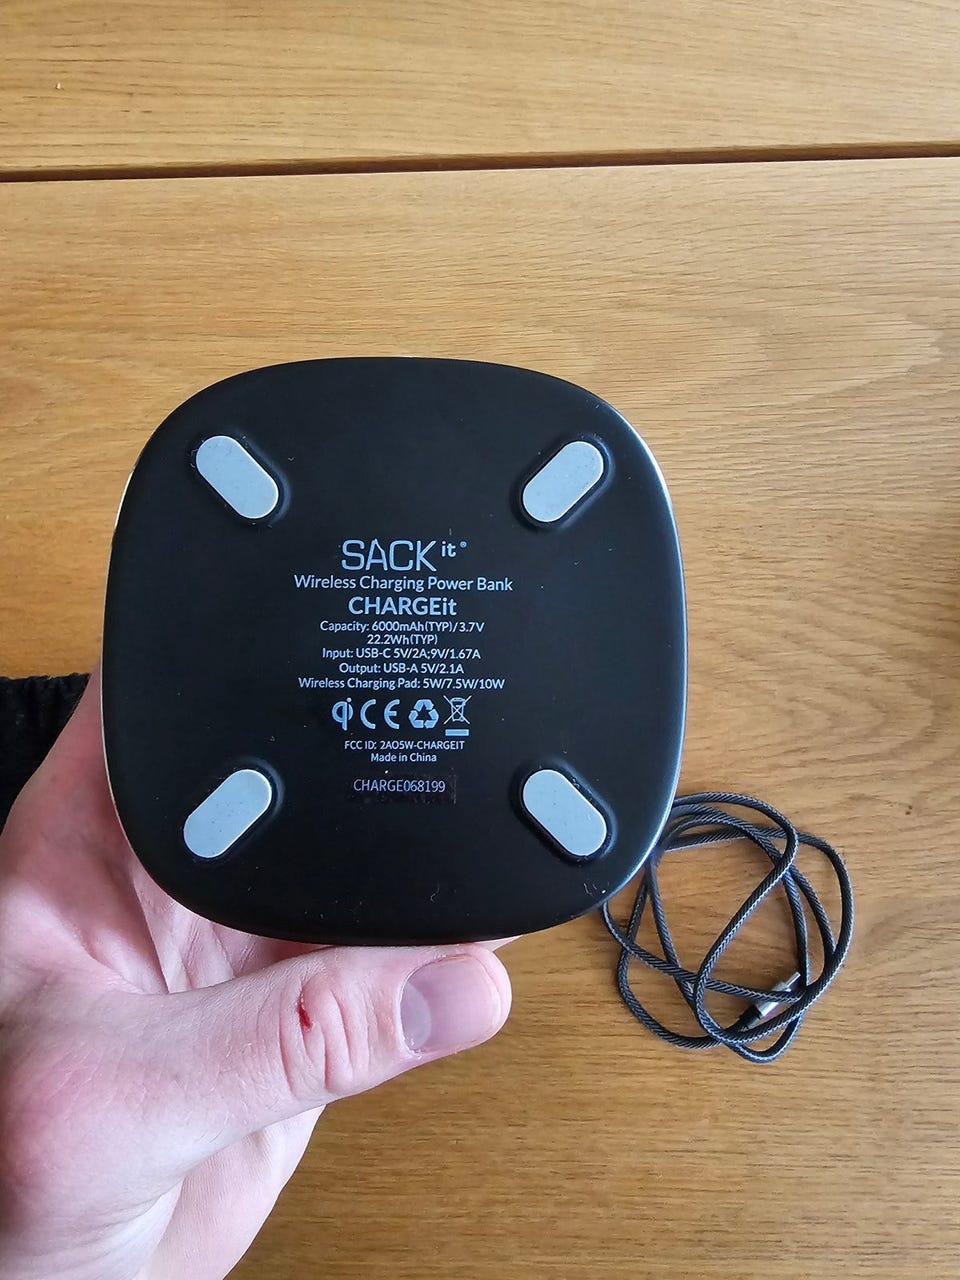 SACKit®
Wireless Charging Power Bank
CHARGEit
Capacity: 6000mAh(TYP)/3.7V
22.2Wh(TYP)
Input: USB-C 5V/2A;9V/1.67A
Output: USB-A 5V/2.1A
Wireless Charging Pad: 5W/7.5W/10W
FCC ID: 2AO5W-CHARGEIT
Made in China
CHARGE068199